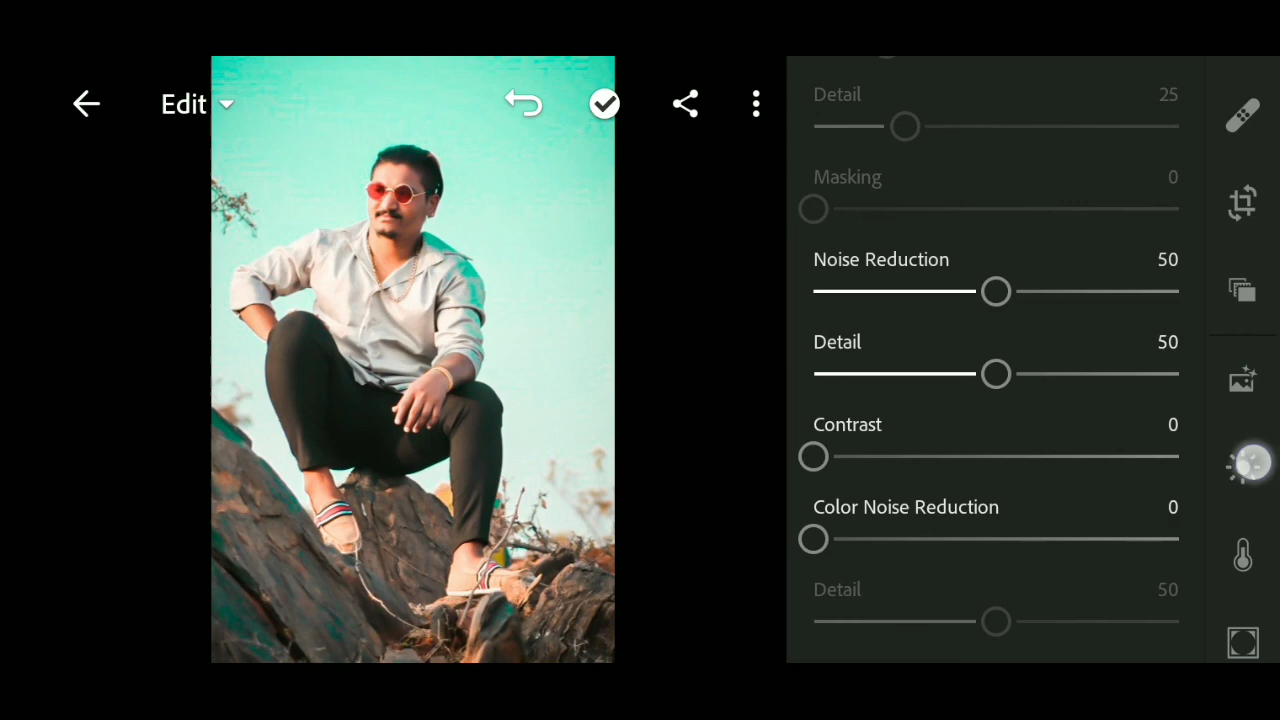 Edit
Detail 25
Masking 0
Noise Reduction 50
Detail 50
Contrast 0
Color Noise Reduction 0
Detail 50